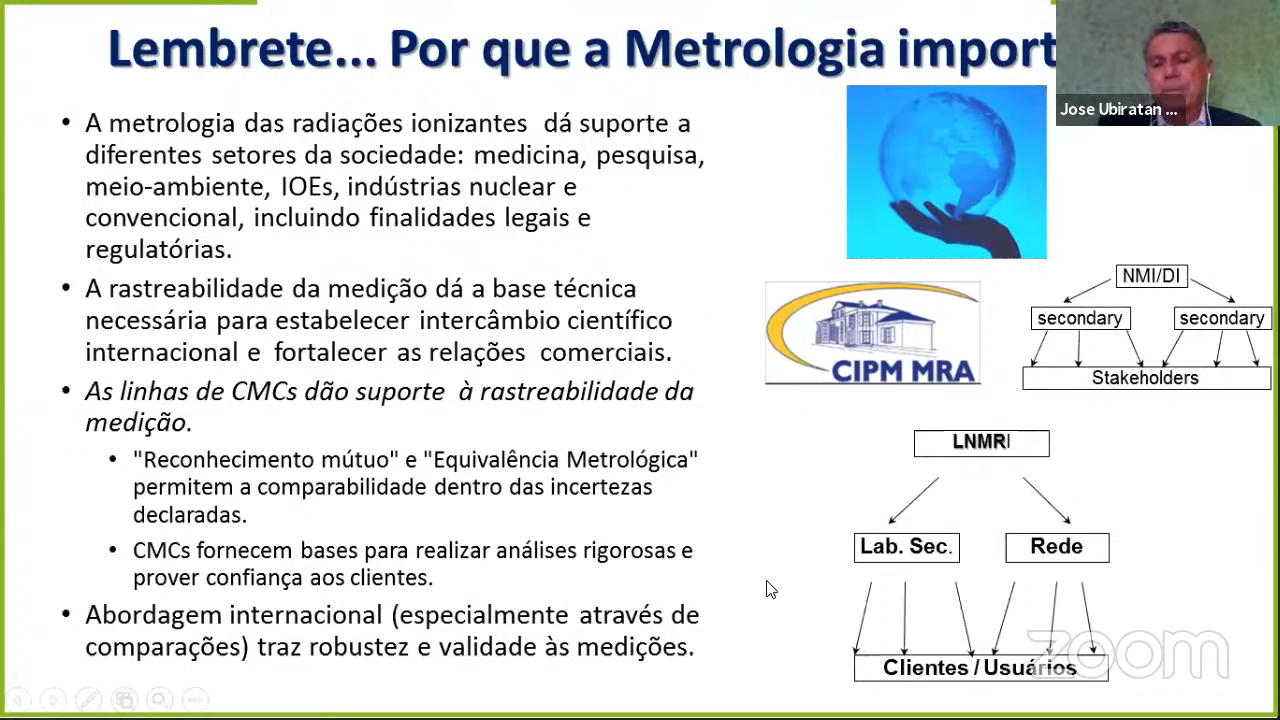 Lembrete... Por que a Metrologia import
Jose Ubiratan ...
• A metrologia das radiações ionizantes dá suporte a
diferentes setores da sociedade: medicina, pesquisa,
meio-ambiente, IOEs, indústrias nuclear e
convencional, incluindo finalidades legais e
regulatórias.
• A rastreabilidade da medição dá a base técnica
necessária para estabelecer intercâmbio científico
internacional e fortalecer as relações comerciais.
• As linhas de CMCs dão suporte à rastreabilidade da
medição.
• "Reconhecimento mútuo" e "Equivalência Metrológica"
permitem a comparabilidade dentro das incertezas
declaradas.
• CMCs fornecem bases para realizar análises rigorosas e
prover confiança aos clientes.
• Abordagem internacional (especialmente através de
comparações) traz robustez e validade às medições.
CIPM MRA
NMI/DI
secondary secondary
Stakeholders
LNMRI
Lab. Sec. Rede
Clientes / Usuários
zoom